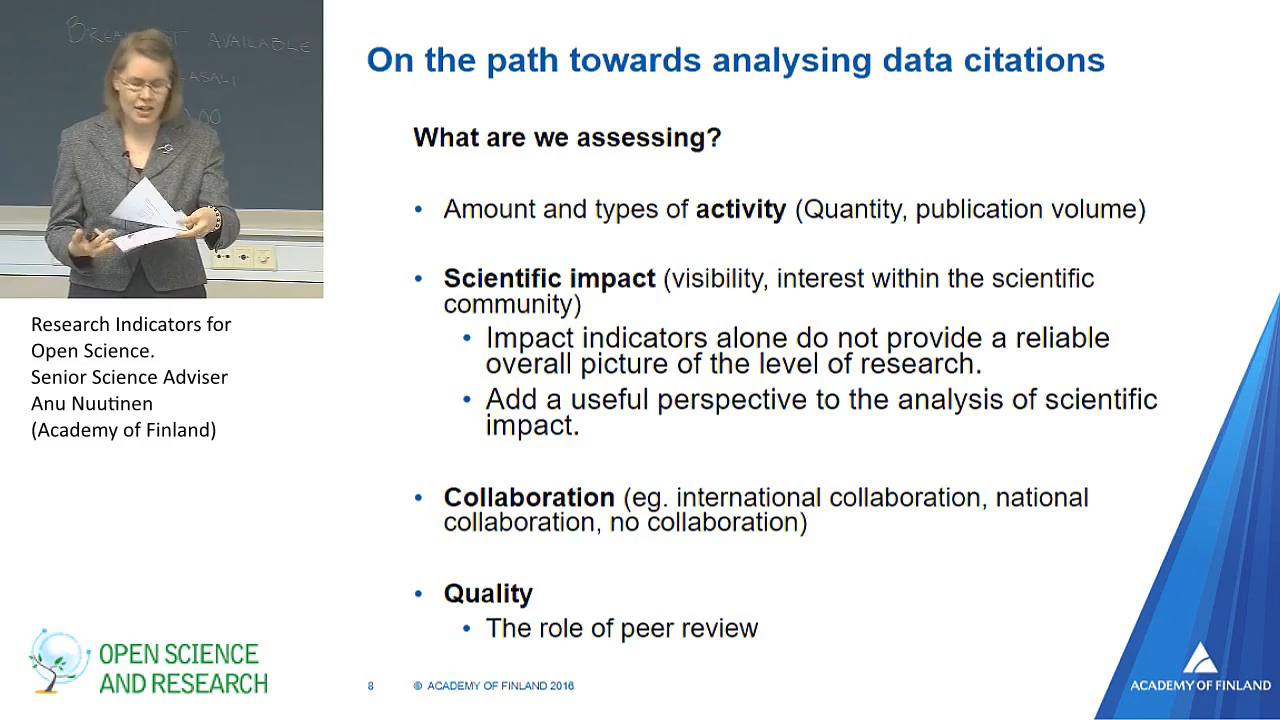 BREAKFAST AVAILABLE
On the path towards analysing data citations
What are we assessing?
• Amount and types of activity (Quantity, publication volume)
• Scientific impact (visibility, interest within the scientific
community)
• Impact indicators alone do not provide a reliable
overall picture of the level of research.
• Add a useful perspective to the analysis of scientific
impact.
• Collaboration (eg. international collaboration, national
collaboration, no collaboration)
• Quality
• The role of peer review
Research Indicators for
Open Science.
Senior Science Adviser
Anu Nuutinen
(Academy of Finland)
OPEN SCIENCE
AND RESEARCH
8 © ACADEMY OF FINLAND 2016
ACADEMY OF FINLAND